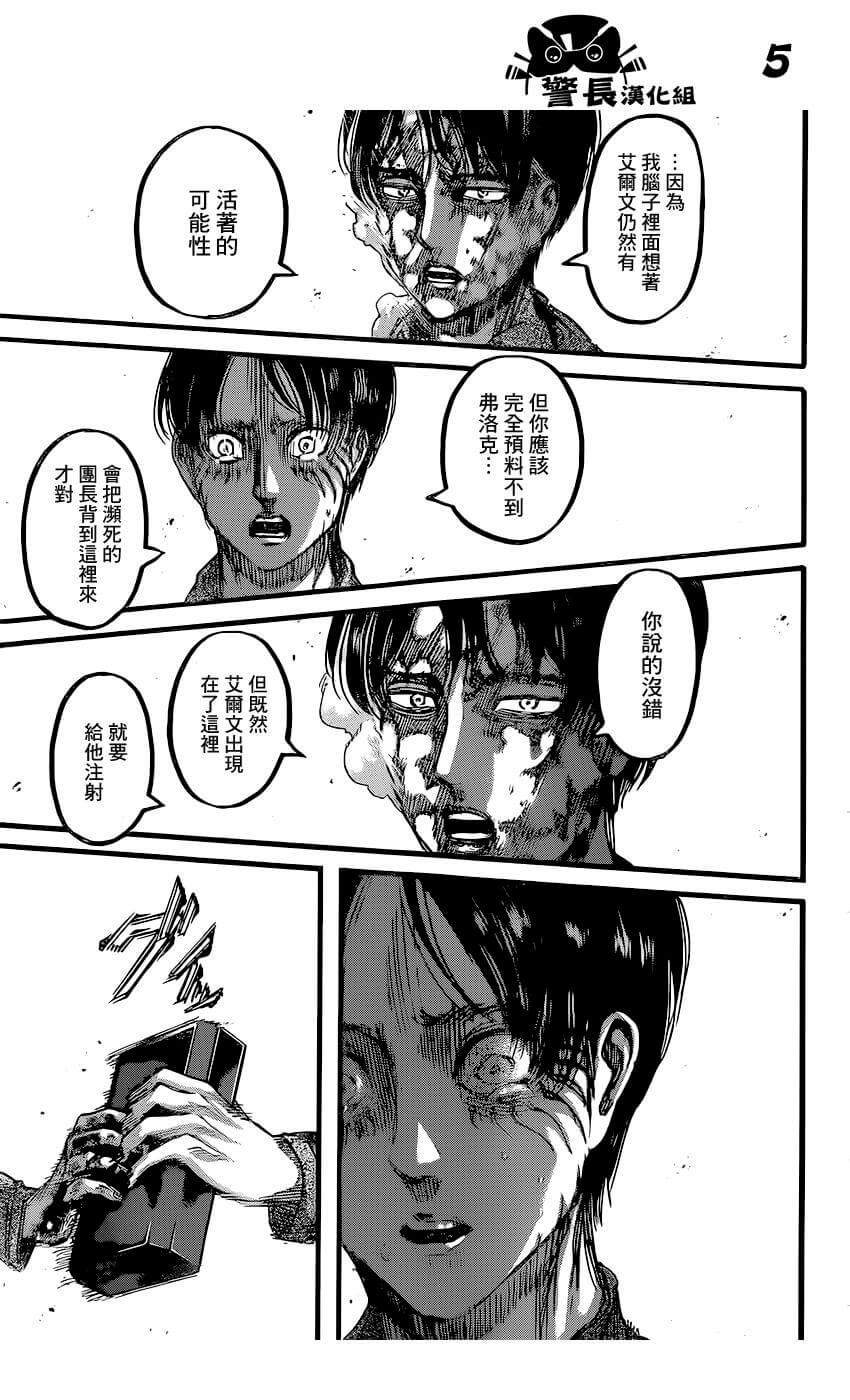 警長漢化組
5
…因為
我腦子裡面想著
艾爾文仍然有
活著的
可能性
但你應該
完全預料不到
弗洛克…
會把瀕死的
團長背到這裡來
才對
你說的沒錯
但既然
艾爾文出現
在了這裡
就要
給他注射
グイ